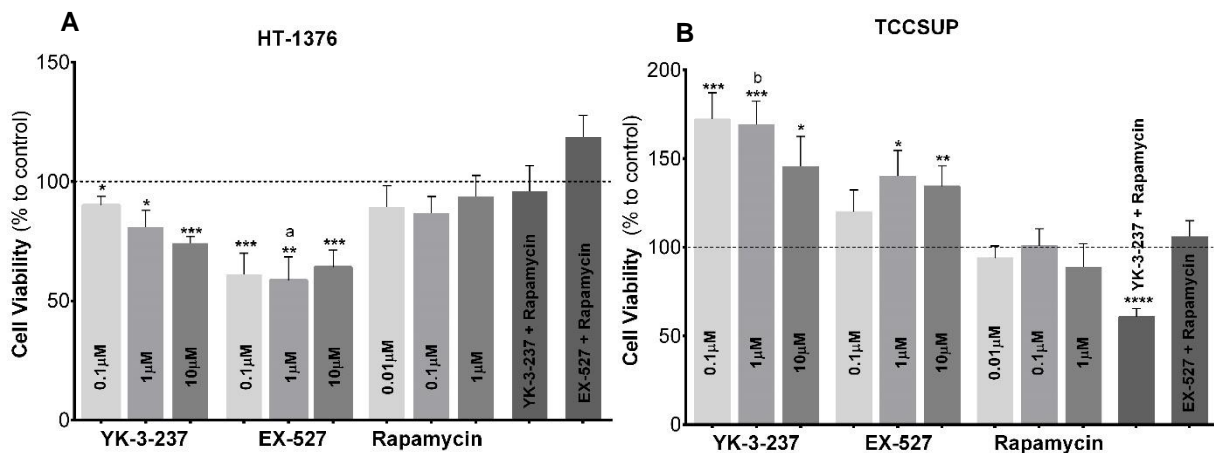 A
HT-1376
Cell Viability (% to control)
150
100
50
0
*
*
***
***
a
**
***
0.1µM
1µM
10µM
0.1µM
1µM
10µM
0.01µM
0.1µM
1µM
YK-3-237 + Rapamycin
EX-527 + Rapamycin
YK-3-237
EX-527
Rapamycin
B
TCCSUP
Cell Viability (% to control)
200
150
100
50
0
***
b
***
*
*
**
****
0.1µM
1µM
10µM
0.1µM
1µM
10µM
0.01µM
0.1µM
1µM
YK-3-237 + Rapamycin
EX-527 + Rapamycin
YK-3-237
EX-527
Rapamycin